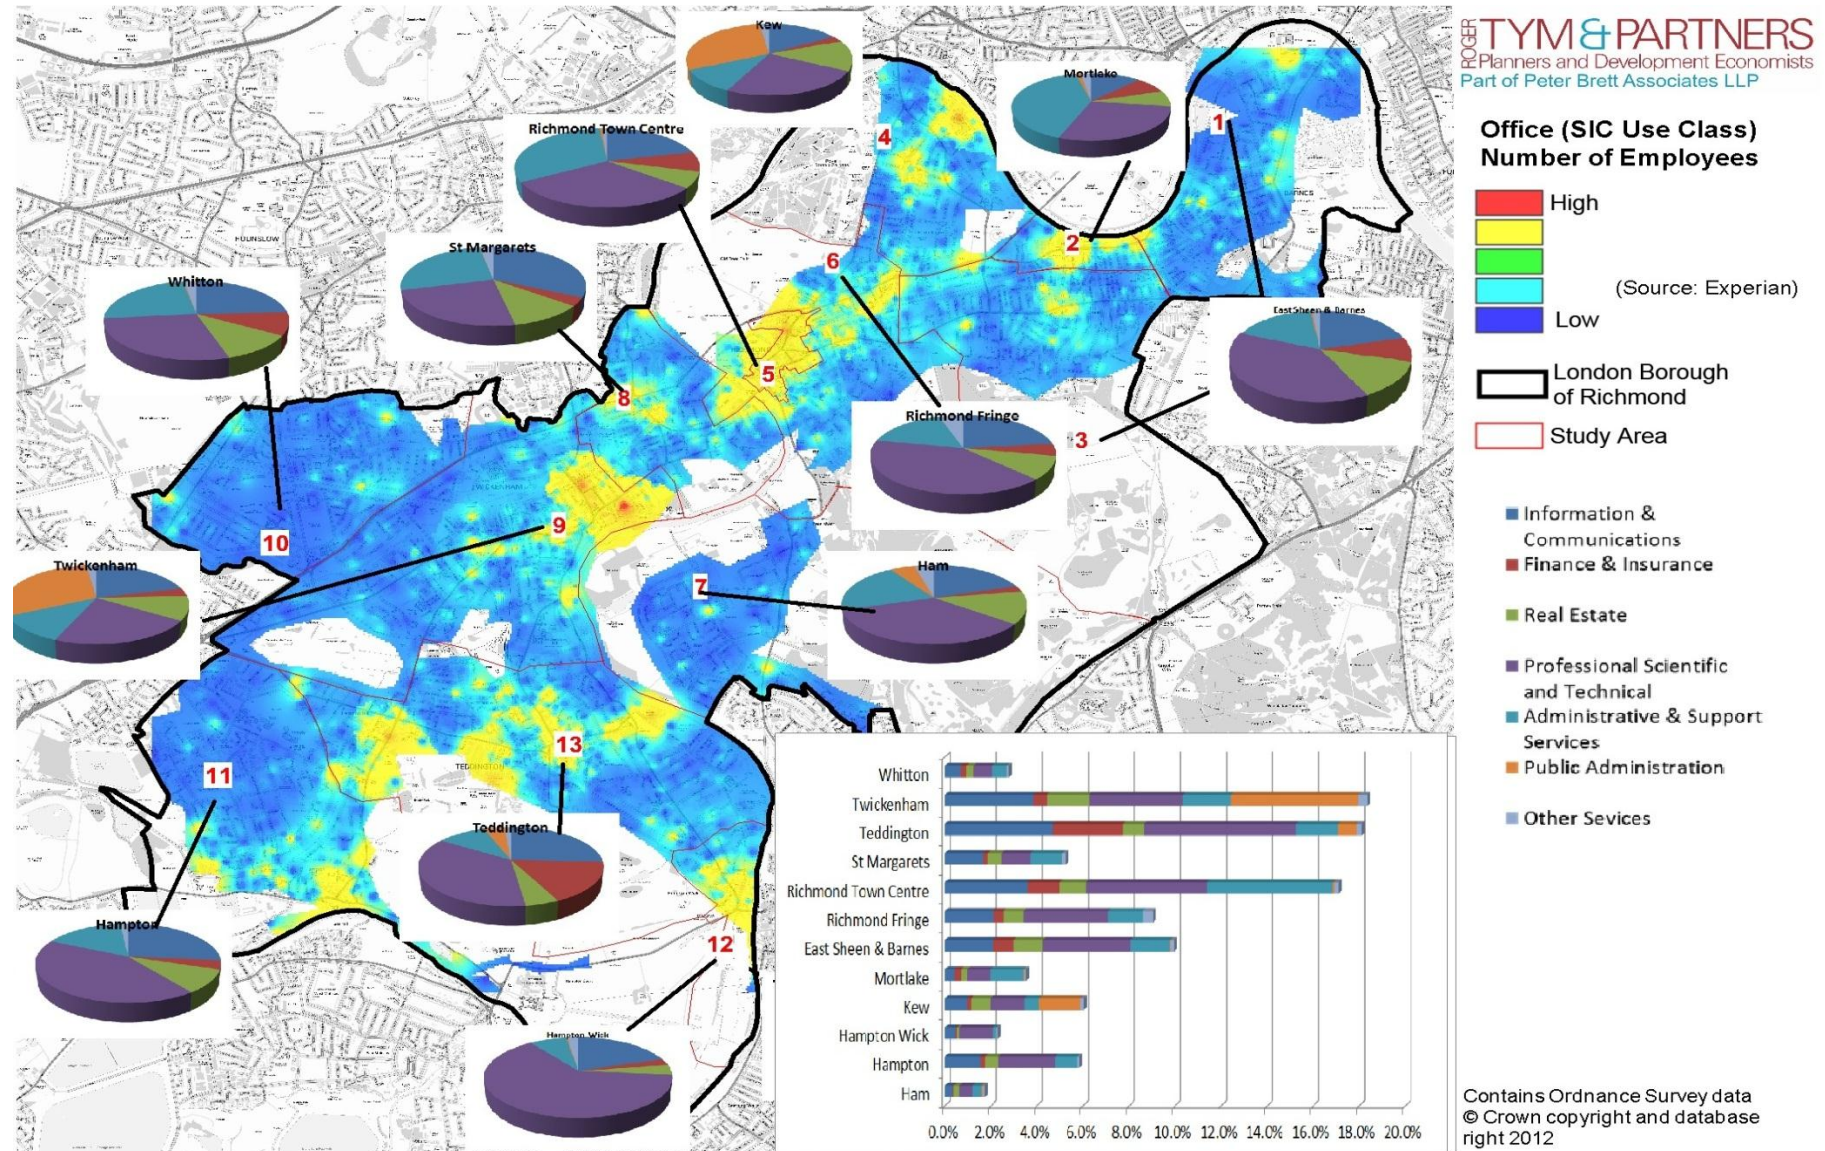 ROGER
TYM & PARTNERS
Planners and Development Economists
Part of Peter Brett Associates LLP
Office (SIC Use Class)
Number of Employees
High
(Source: Experian)
Low
London Borough
of Richmond
Study Area
Information &
Communications
Finance & Insurance
Real Estate
Professional Scientific
and Technical
Administrative & Support
Services
Public Administration
Other Sevices
Contains Ordnance Survey data
© Crown copyright and database
right 2012
Kew
Mortlake
Richmond Town Centre
St Margarets
Whitton
East Sheen & Barnes
Richmond Fringe
Twickenham
Ham
Teddington
Hampton
Hampton Wick
1
2
3
4
5
6
7
8
9
10
11
12
13
HOUNSLOW
BARNES
TWICKENHAM
TEDDINGTON
Whitton
Twickenham
Teddington
St Margarets
Richmond Town Centre
Richmond Fringe
East Sheen & Barnes
Mortlake
Kew
Hampton Wick
Hampton
Ham
0.0% 2.0% 4.0% 6.0% 8.0% 10.0% 12.0% 14.0% 16.0% 18.0% 20.0%